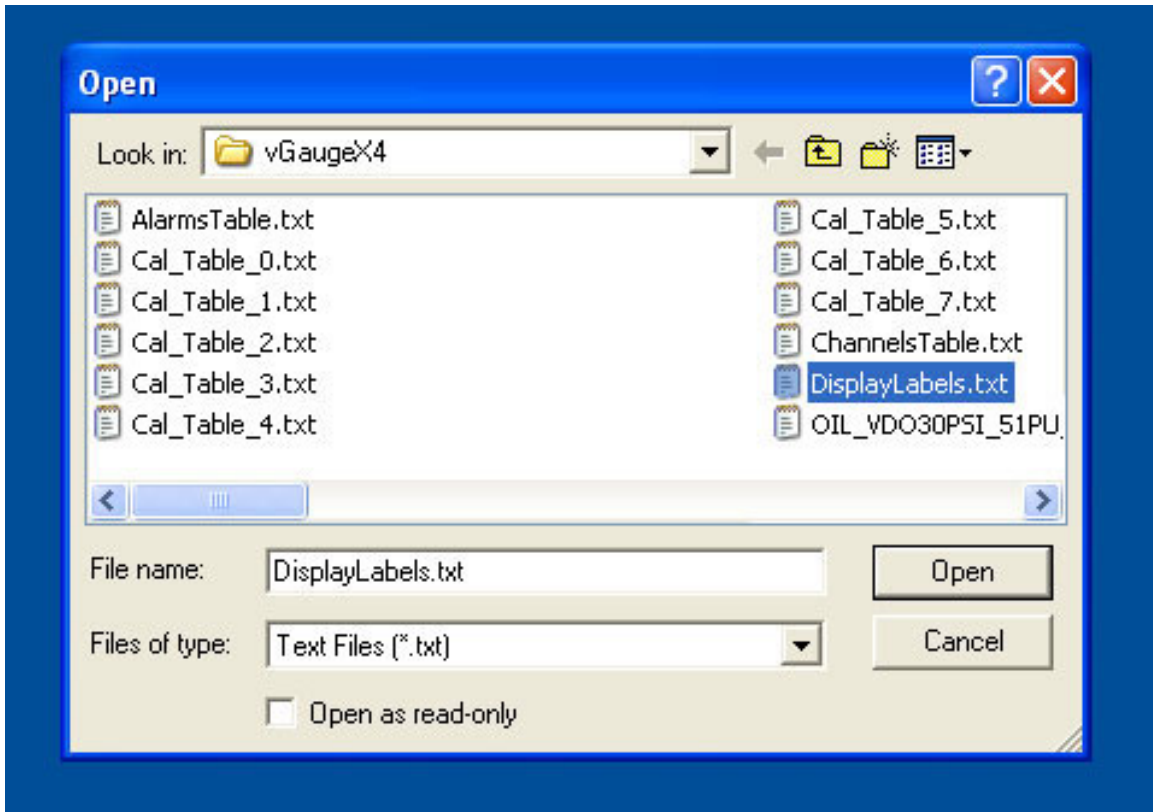 Open
Look in: vGaugeX4
AlarmsTable.txt
Cal_Table_0.txt
Cal_Table_1.txt
Cal_Table_2.txt
Cal_Table_3.txt
Cal_Table_4.txt
Cal_Table_5.txt
Cal_Table_6.txt
Cal_Table_7.txt
ChannelsTable.txt
DisplayLabels.txt
OIL_VDO30PSI_51PU_
File name: DisplayLabels.txt Open
Files of type: Text Files (*.txt) Cancel
Open as read-only